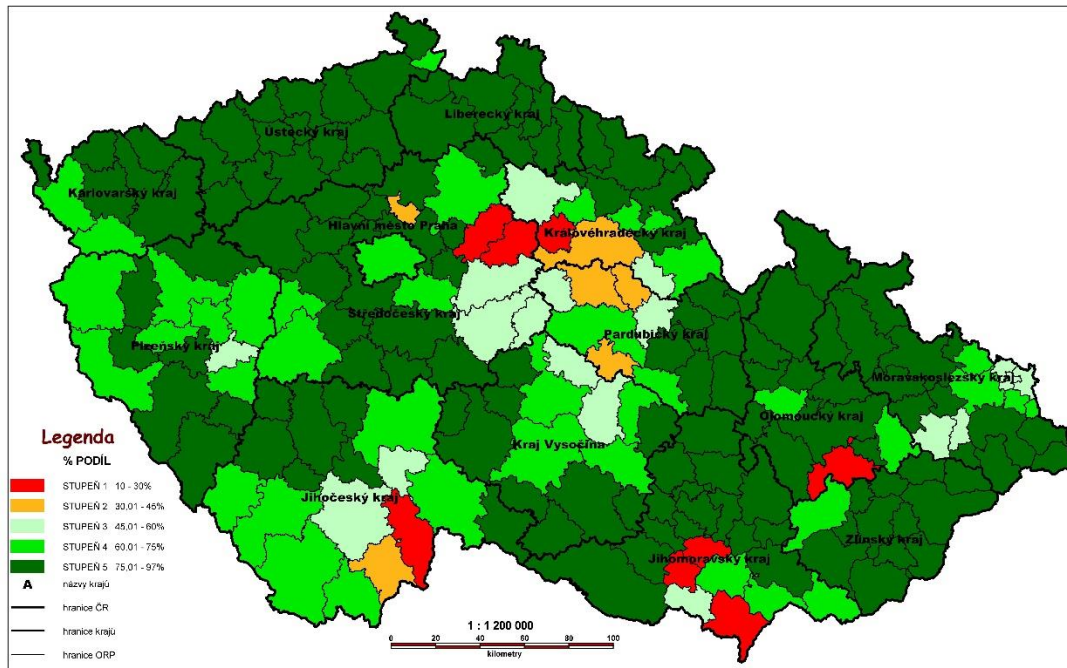 Liberecký kraj
Ústecký kraj
Karlovarský kraj
Hlavní město Praha
Královéhradecký kraj
Středočeský kraj
Pardubický kraj
Plzeňský kraj
Moravskoslezský kraj
Olomoucký kraj
Kraj Vysočina
Jihočeský kraj
Zlínský kraj
Jihomoravský kraj
Legenda
% PODÍL
STUPEŇ 1 10 - 30%
STUPEŇ 2 30,01 - 45%
STUPEŇ 3 45,01 - 60%
STUPEŇ 4 60,01 - 75%
STUPEŇ 5 75,01 - 97%
A názvy krajů
hranice ČR
hranice krajů
hranice ORP
1 : 1 200 000
0 20 40 60 80 100
kilometry